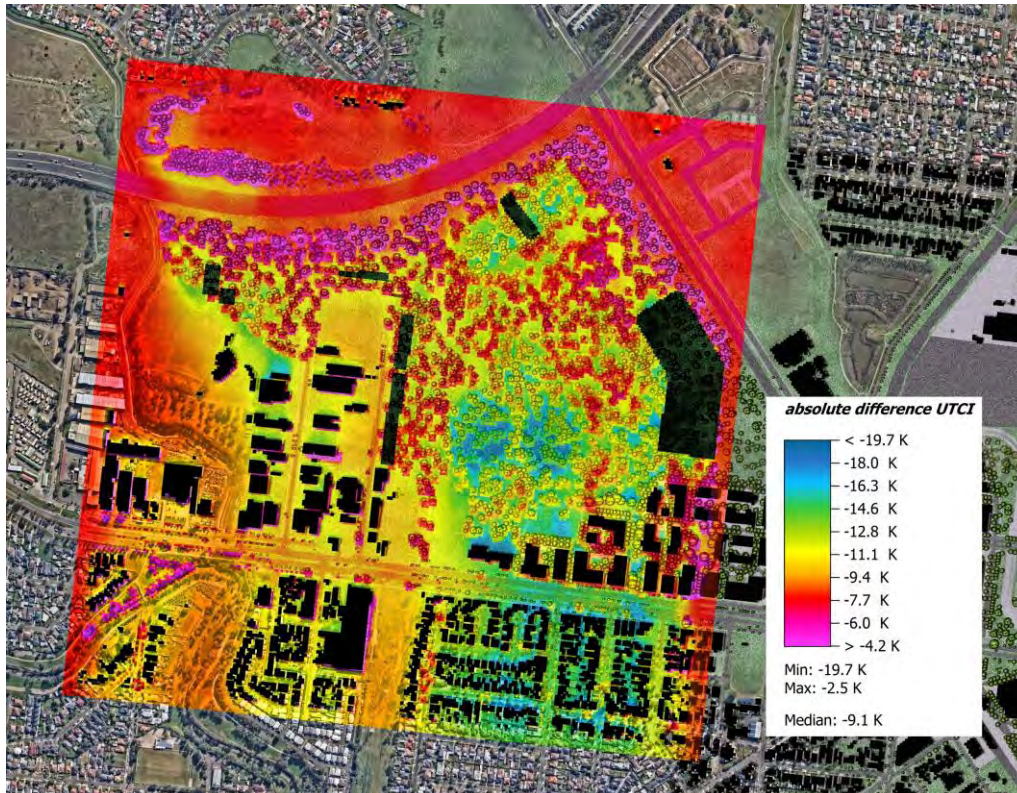 absolute difference UTCI
< -19.7 K
-18.0 K
-16.3 K
-14.6 K
-12.8 K
-11.1 K
-9.4 K
-7.7 K
-6.0 K
> -4.2 K
Min: -19.7 K
Max: -2.5 K
Median: -9.1 K